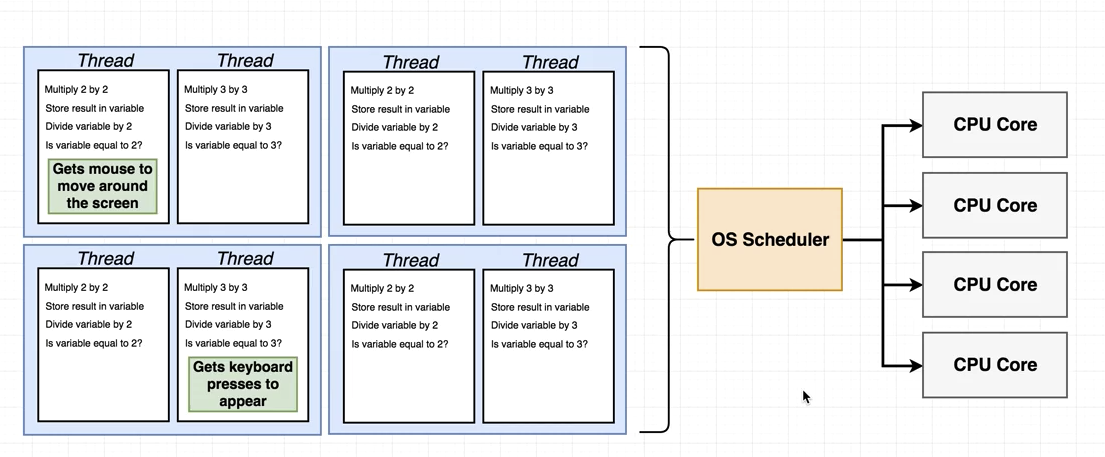 Thread
Multiply 2 by 2
Store result in variable
Divide variable by 2
Is variable equal to 2?
Gets mouse to
move around
the screen
Thread
Multiply 3 by 3
Store result in variable
Divide variable by 3
Is variable equal to 3?
Thread
Multiply 2 by 2
Store result in variable
Divide variable by 2
Is variable equal to 2?
Thread
Multiply 3 by 3
Store result in variable
Divide variable by 3
Is variable equal to 3?
Thread
Multiply 2 by 2
Store result in variable
Divide variable by 2
Is variable equal to 2?
Thread
Multiply 3 by 3
Store result in variable
Divide variable by 3
Is variable equal to 3?
Gets keyboard
presses to
appear
Thread
Multiply 2 by 2
Store result in variable
Divide variable by 2
Is variable equal to 2?
Thread
Multiply 3 by 3
Store result in variable
Divide variable by 3
Is variable equal to 3?
OS Scheduler
CPU Core
CPU Core
CPU Core
CPU Core